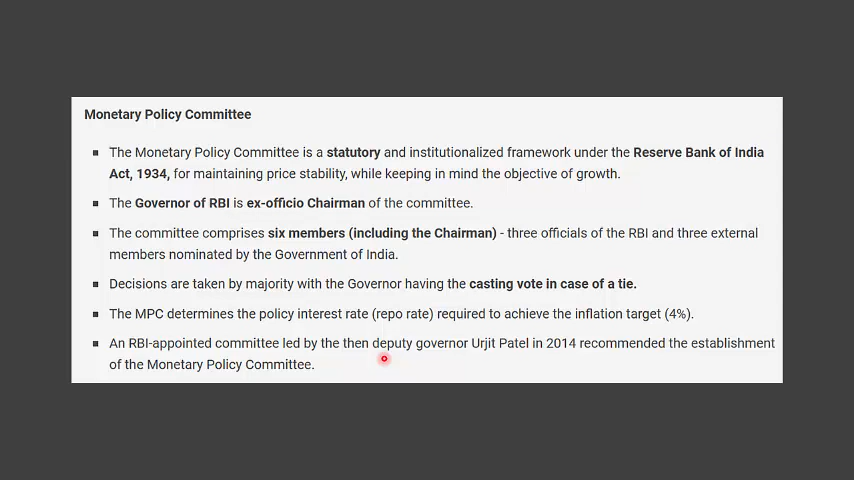 Monetary Policy Committee
The Monetary Policy Committee is a statutory and institutionalized framework under the Reserve Bank of India
Act, 1934, for maintaining price stability, while keeping in mind the objective of growth.
The Governor of RBI is ex-officio Chairman of the committee.
The committee comprises six members (including the Chairman) - three officials of the RBI and three external
members nominated by the Government of India.
Decisions are taken by majority with the Governor having the casting vote in case of a tie.
The MPC determines the policy interest rate (repo rate) required to achieve the inflation target (4%).
An RBI-appointed committee led by the then deputy governor Urjit Patel in 2014 recommended the establishment
of the Monetary Policy Committee.